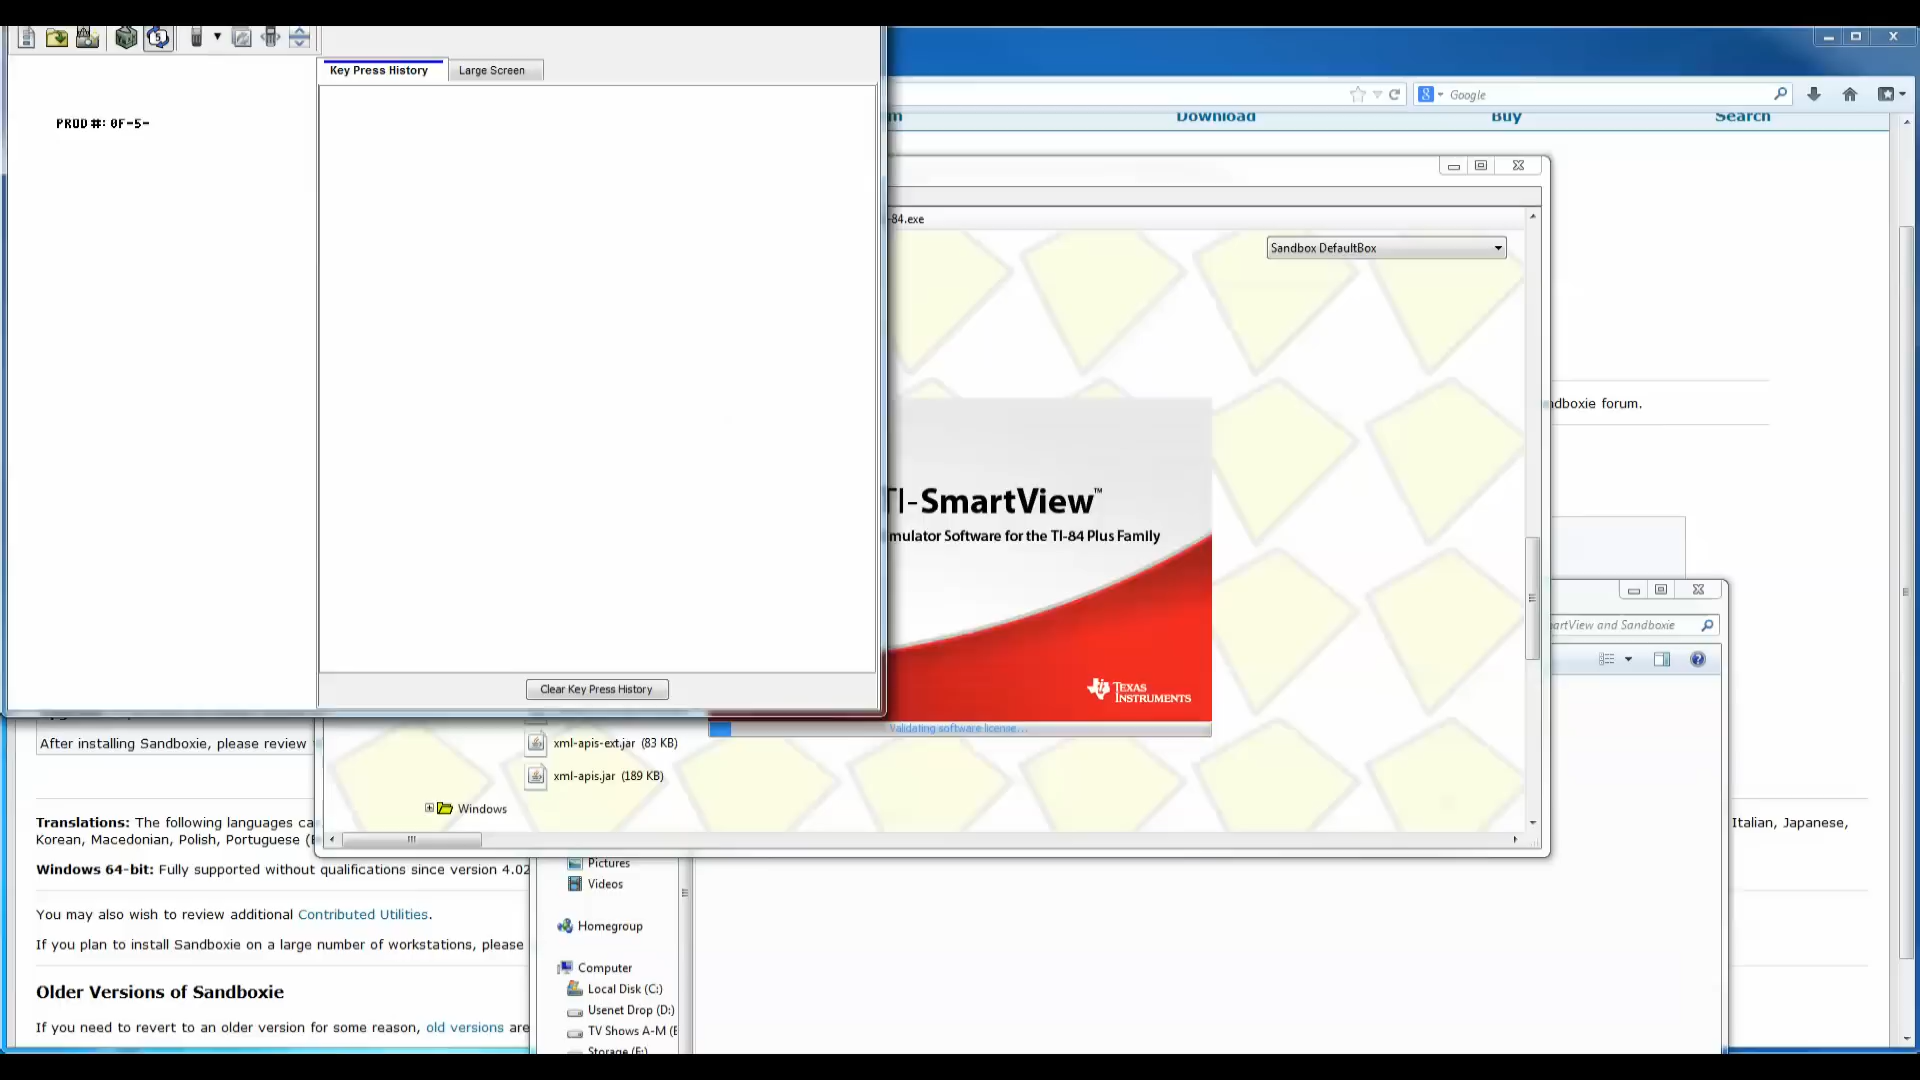 Key Press History
Large Screen
PROD #: 0F-5-
Clear Key Press History
Google
Download
Buy
Search
-84.exe
Sandbox DefaultBox
TI-SmartView™
mulator Software for the TI-84 Plus Family
TEXAS
INSTRUMENTS
Validating software license...
xml-apis-ext.jar (83 KB)
xml-apis.jar (189 KB)
Windows
ndboxie forum.
artView and Sandboxie
After installing Sandboxie, please review
Translations: The following languages ca
Italian, Japanese,
Korean, Macedonian, Polish, Portuguese (
Windows 64-bit: Fully supported without qualifications since version 4.02
You may also wish to review additional Contributed Utilities.
If you plan to install Sandboxie on a large number of workstations, please
Older Versions of Sandboxie
If you need to revert to an older version for some reason, old versions are
Pictures
Videos
Homegroup
Computer
Local Disk (C:)
Usenet Drop (D:)
TV Shows A-M (E
Storage (F:)